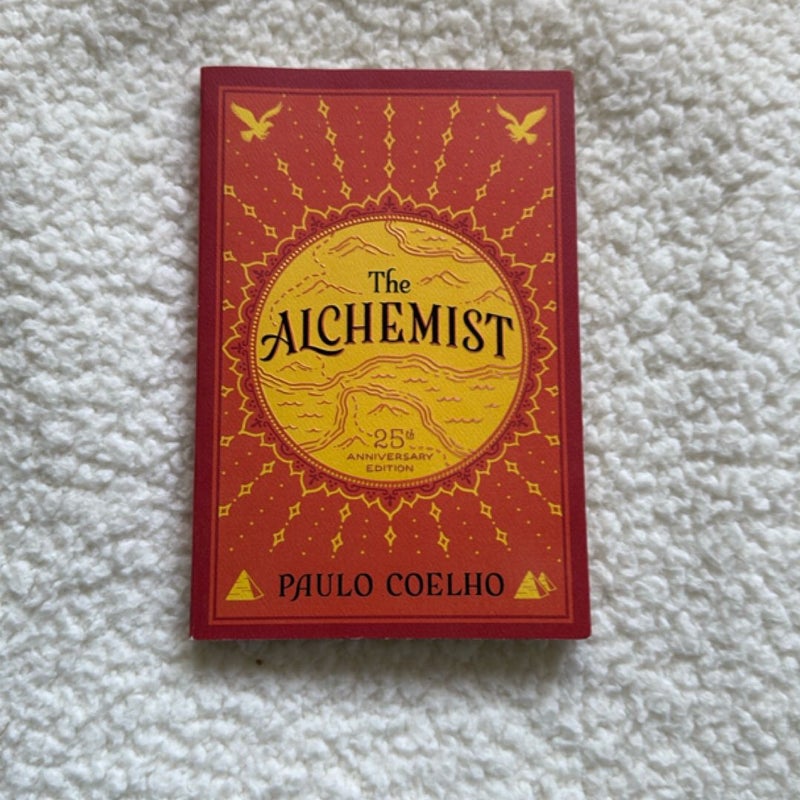 The
ALCHEMIST
25th
ANNIVERSARY
EDITION
PAULO COELHO